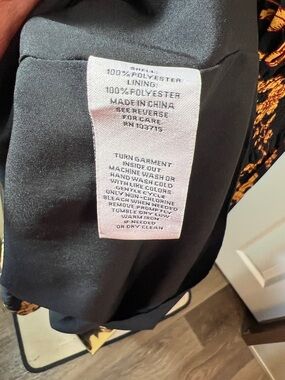 SHELL:
100% POLYESTER
LINING:
100% POLYESTER
MADE IN CHINA
SEE REVERSE
FOR CARE
RN 103715
TURN GARMENT
INSIDE OUT
MACHINE WASH OR
HAND WASH COLD
WITH LIKE COLORS
GENTLE CYCLE
ONLY NON-CHLORINE
BLEACH WHEN NEEDED
REMOVE PROMPTLY
TUMBLE DRY LOW
WARM IRON
IF NEEDED
OR DRY CLEAN